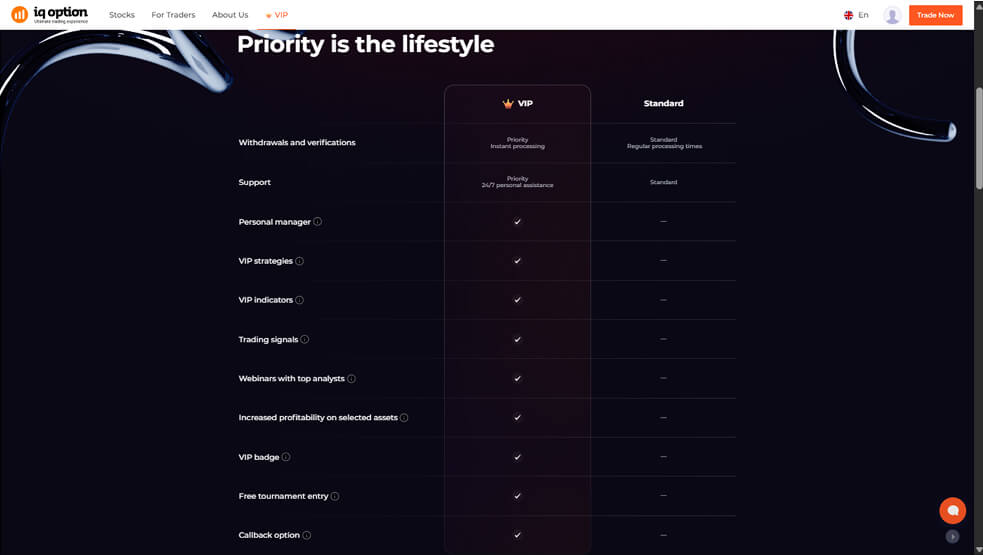 iq option
Ultimate trading experience
Stocks
For Traders
About Us
VIP
En
Trade Now
Priority is the lifestyle
VIP
Standard
Withdrawals and verifications
Priority
Instant processing
Standard
Regular processing times
Support
Priority
24/7 personal assistance
Standard
Personal manager
VIP strategies
VIP indicators
Trading signals
Webinars with top analysts
Increased profitability on selected assets
VIP badge
Free tournament entry
Callback option